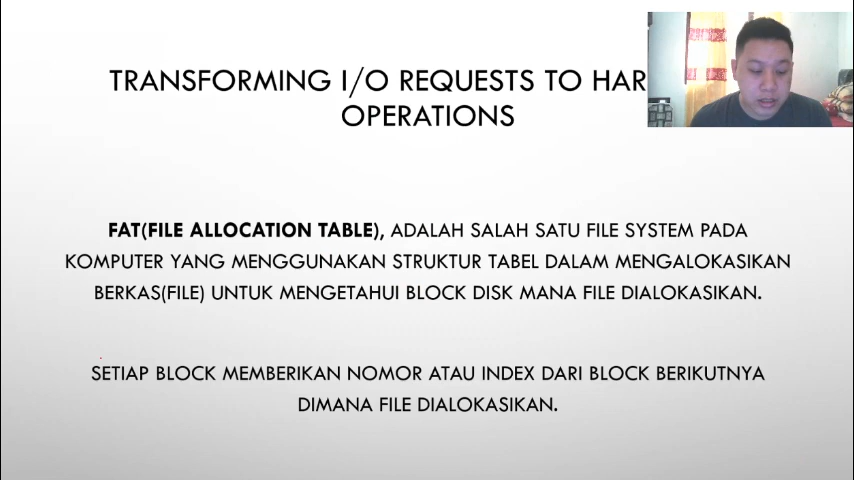 TRANSFORMING I/O REQUESTS TO HAR
OPERATIONS
FAT(FILE ALLOCATION TABLE), ADALAH SALAH SATU FILE SYSTEM PADA
KOMPUTER YANG MENGGUNAKAN STRUKTUR TABEL DALAM MENGALOKASIKAN
BERKAS(FILE) UNTUK MENGETAHUI BLOCK DISK MANA FILE DIALOKASIKAN.
SETIAP BLOCK MEMBERIKAN NOMOR ATAU INDEX DARI BLOCK BERIKUTNYA
DIMANA FILE DIALOKASIKAN.